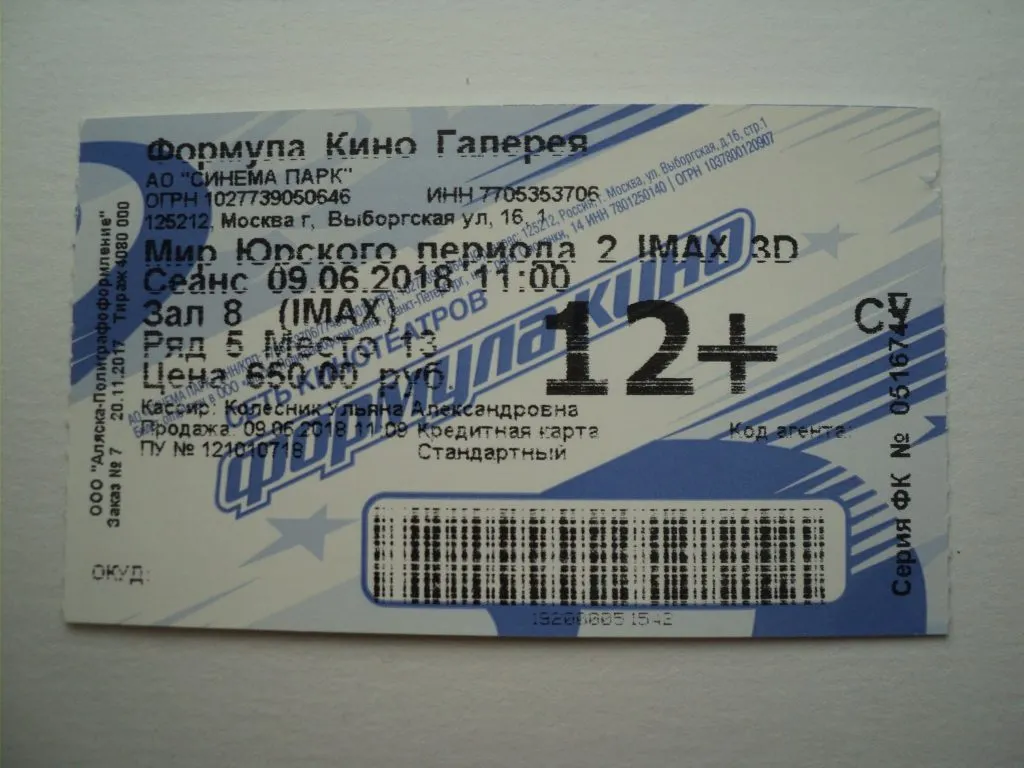 Формула Кино Галерея
АО "СИНЕМА ПАРК"
ОГРН 1027739050646 ИНН 7705353706
125212, Москва г, Выборгская ул, 16, 1
Мир Юрского периода 2 IMAX 3D
Сеанс 09.06.2018 11:00
Зал 8 (IMAX)
Ряд 5 Место 13
Цена 650.00 руб.
12+
Кассир: Колесник Ульяна Александровна
Продажа: 09.06.2018 11:09 Кредитная карта Код агента:
ПУ № 121010718 Стандартный
ОКУД:
СЕТЬ КИНОТЕАТРОВ
ФОРМУЛА КИНО
ООО "Аляска-Полиграфоформление"
Заказ № 7 20.11.2017 Тираж 4080 000
Серия ФК №